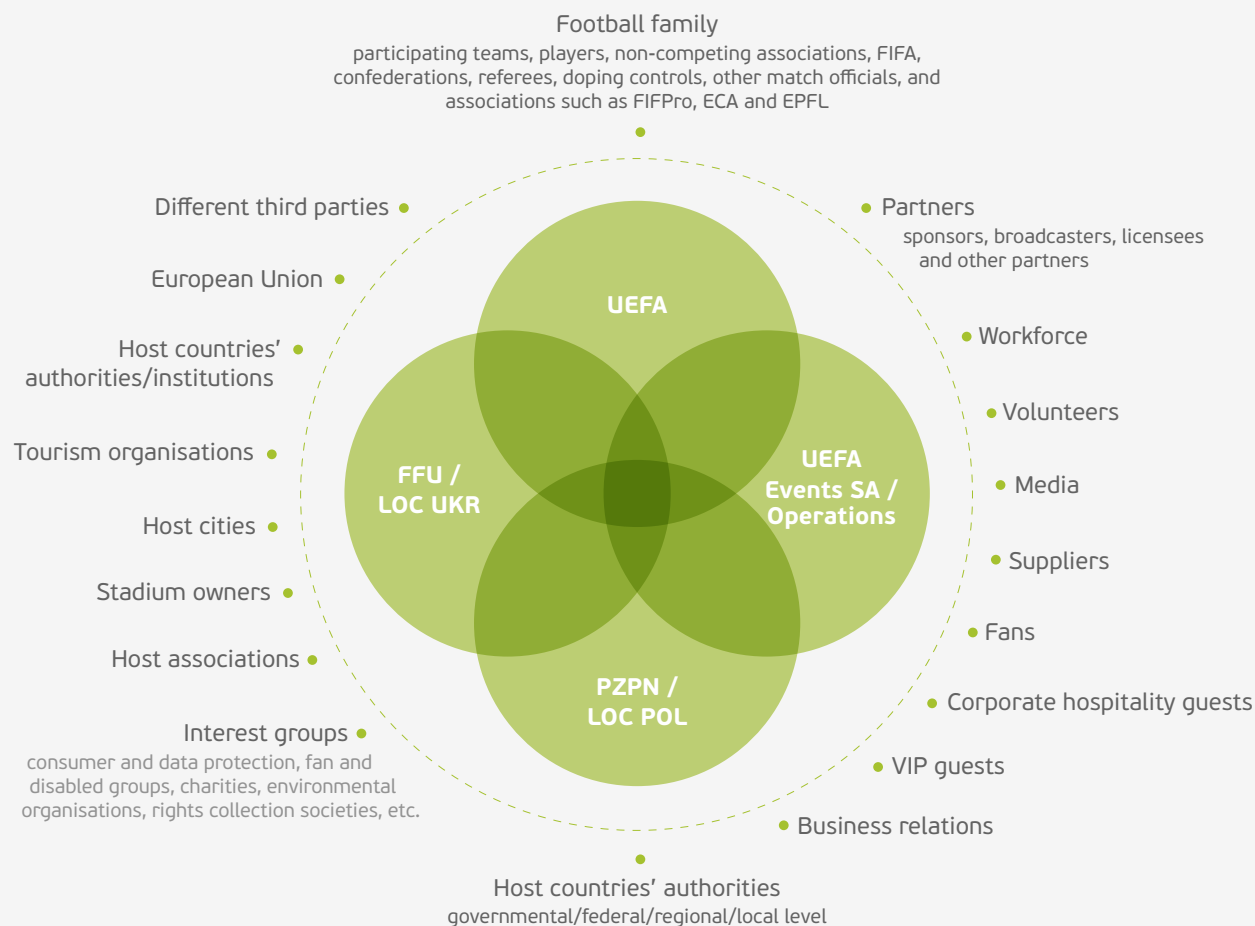 Football family
participating teams, players, non-competing associations, FIFA,
confederations, referees, doping controls, other match officials, and
associations such as FIFPro, ECA and EPFL
Different third parties
European Union
Host countries’
authorities/institutions
Tourism organisations
Host cities
Stadium owners
Host associations
Interest groups
consumer and data protection, fan and
disabled groups, charities, environmental
organisations, rights collection societies, etc.
UEFA
FFU /
LOC UKR
UEFA
Events SA /
Operations
PZPN /
LOC POL
Partners
sponsors, broadcasters, licensees
and other partners
Workforce
Volunteers
Media
Suppliers
Fans
Corporate hospitality guests
VIP guests
Business relations
Host countries’ authorities
governmental/federal/regional/local level